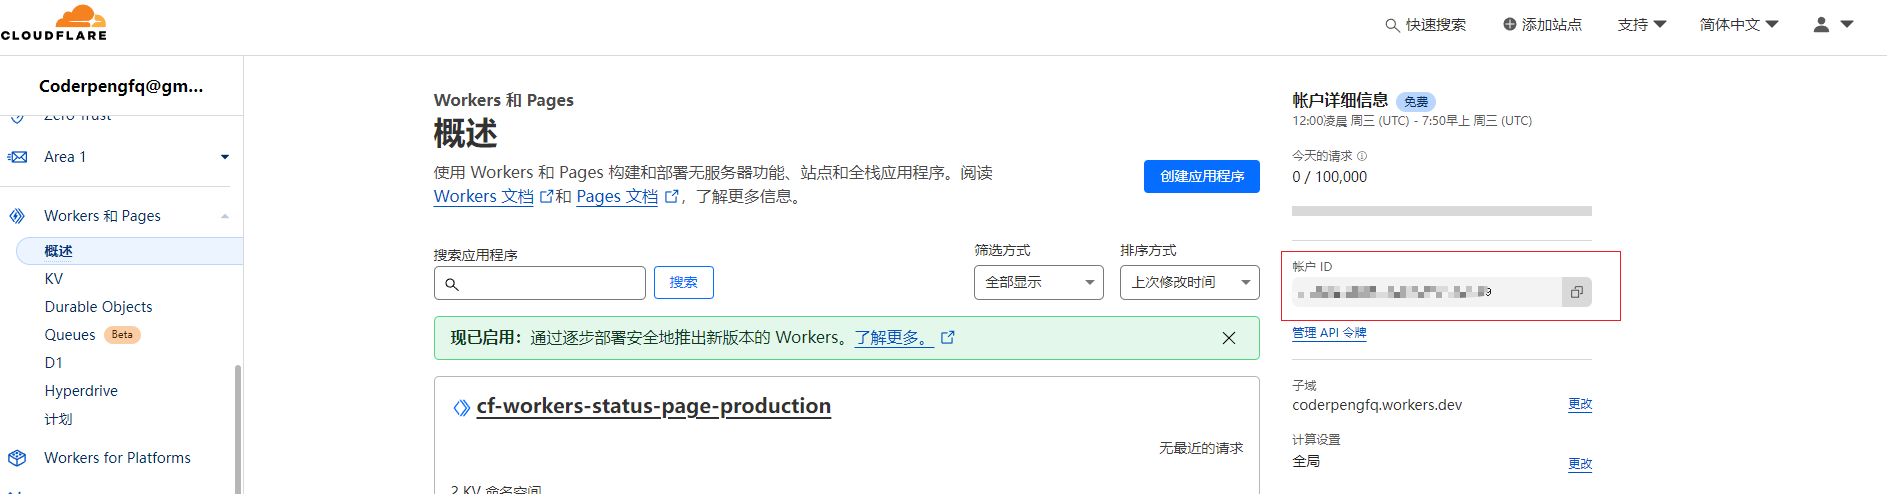 CLOUDFLARE
快速搜索
添加站点
支持
简体中文
Coderpengfq@gm...
Zero Trust
Area 1
Workers 和 Pages
概述
KV
Durable Objects
Queues Beta
D1
Hyperdrive
计划
Workers for Platforms
Workers 和 Pages
概述
使用 Workers 和 Pages 构建和部署无服务器功能、站点和全栈应用程序。阅读
Workers 文档 和 Pages 文档 ，了解更多信息。
创建应用程序
搜索应用程序
搜索
筛选方式
全部显示
排序方式
上次修改时间
现已启用：通过逐步部署安全地推出新版本的 Workers。了解更多。
cf-workers-status-page-production
无最近的请求
2 KV 命名空间
帐户详细信息 免费
12:00凌晨 周三 (UTC) - 7:50早上 周三 (UTC)
今天的请求
0 / 100,000
帐户 ID
9
管理 API 令牌
子域
coderpengfq.workers.dev 更改
计算设置
全局 更改